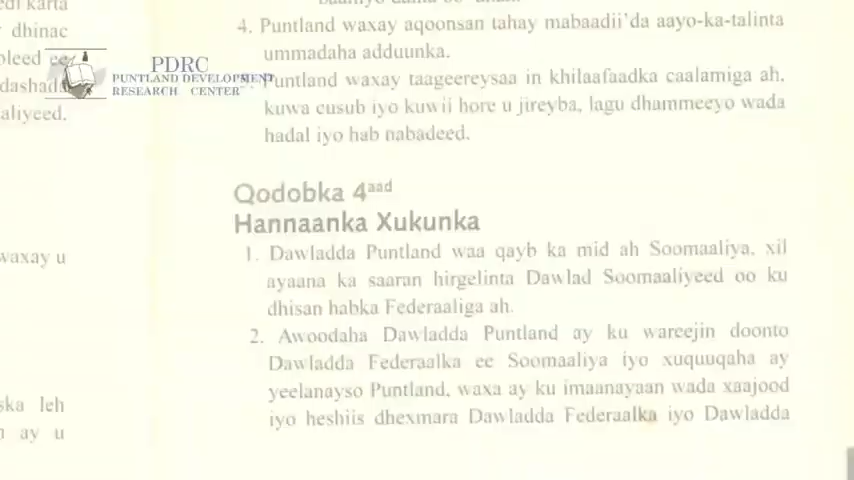 dhinac
aliyeed.
waxay u
ska leh
ay u
4. Puntland waxay aqoonsan tahay mabaadii'da aayo-ka-talinta
ummadaha adduunka.
Puntland waxay taageereysaa in khilaafaadka caalamiga ah,
kuwa cusub iyo kuwii hore u jireyba, lagu dhammeeyo wada
hadal iyo hab nabadeed.
Qodobka 4aad
Hannaanka Xukunka
1. Dawladda Puntland waa qayb ka mid ah Soomaaliya, xil
ayaana ka saaran hirgelinta Dawlad Soomaaliyeed oo ku
dhisan habka Federaaliga ah.
2. Awoodaha Dawladda Puntland ay ku wareejin doonto
Dawladda Federaalka ee Soomaaliya iyo xuquuqaha ay
yeelanayso Puntland, waxa ay ku imaanayaan wada xaajood
iyo heshiis dhexmara Dawladda Federaalka iyo Dawladda
PDRC
PUNTLAND DEVELOPMENT
RESEARCH CENTER